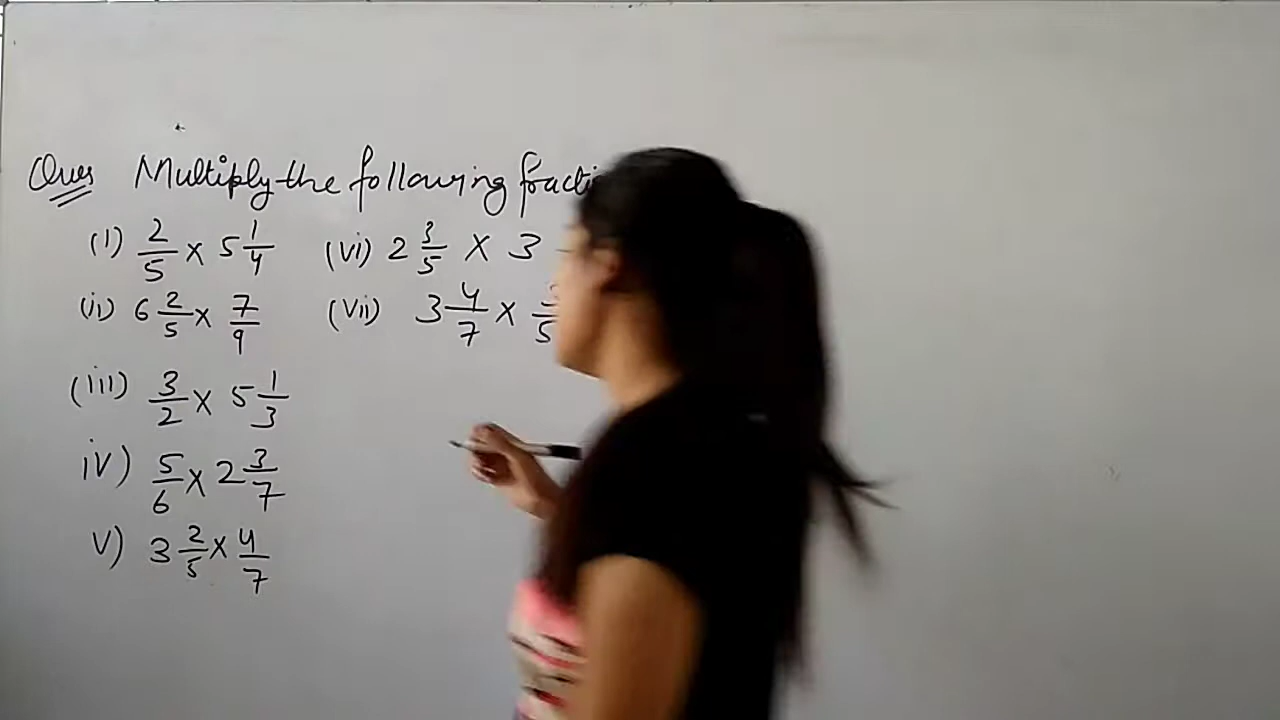 Ques Multiply the following fracti
(i) 2/5 x 5 1/4
(ii) 6 2/5 x 7/9
(iii) 3/2 x 5 1/3
iv) 5/6 x 2 3/7
v) 3 2/5 x 4/7
(vi) 2 3/5 x 3
(vii) 3 4/7 x /5